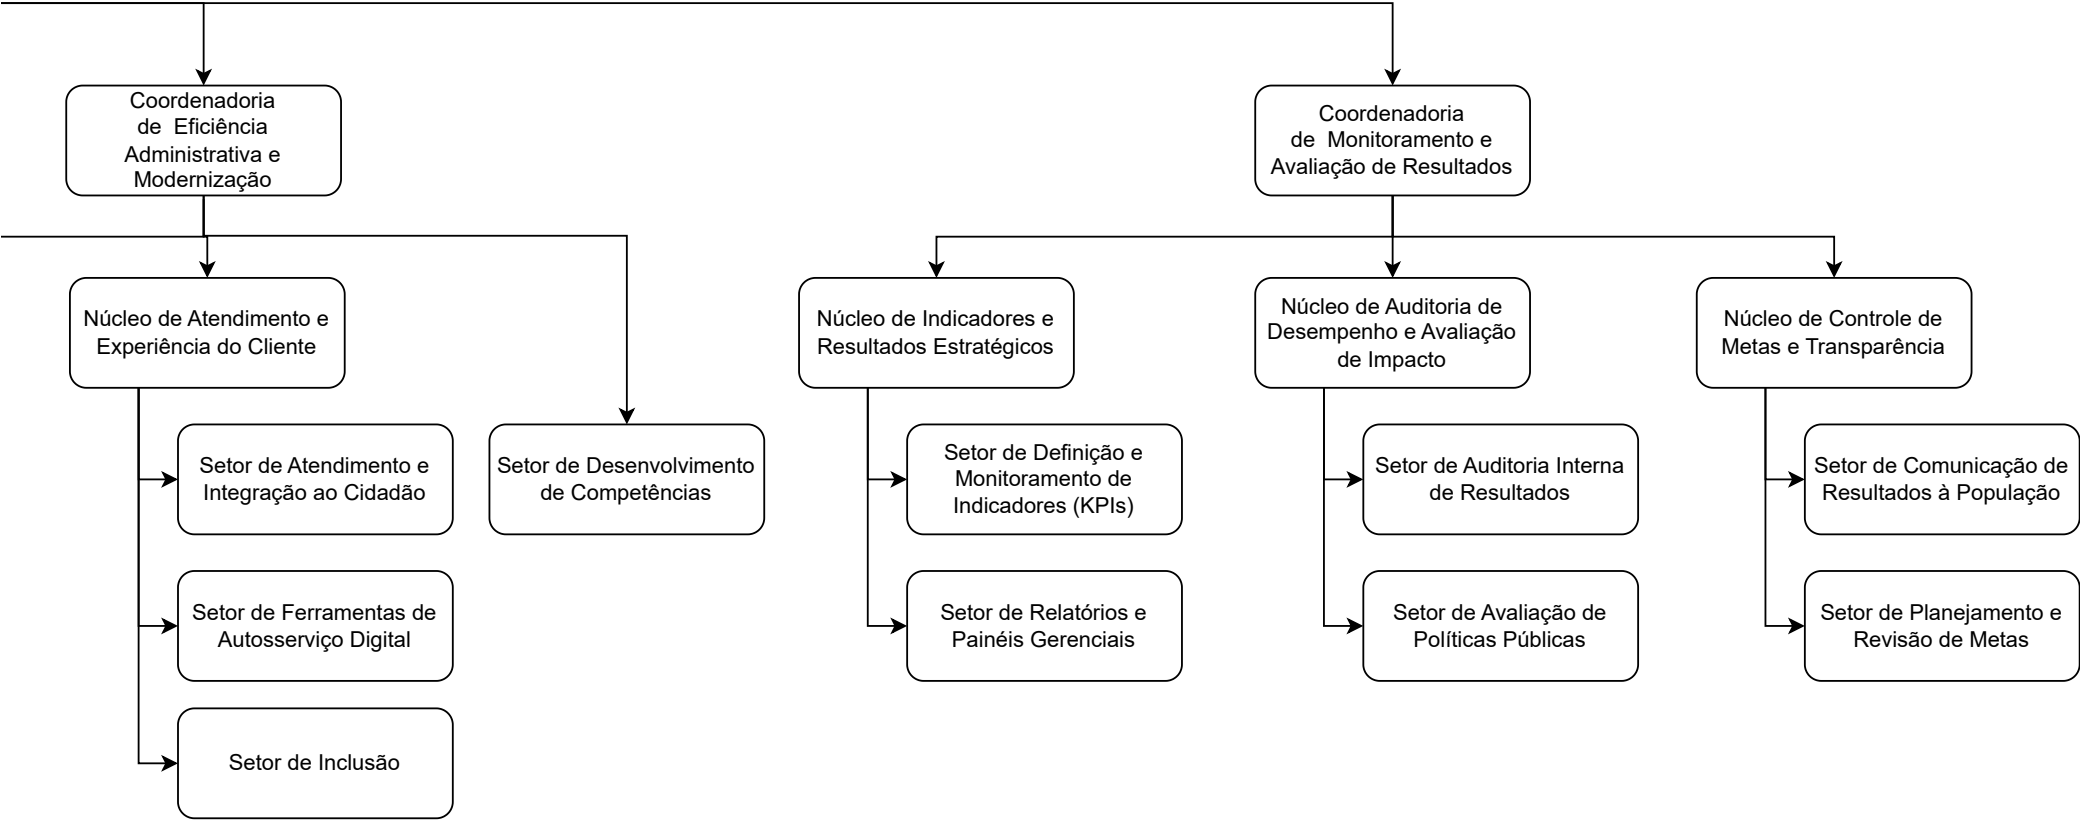 Coordenadoria
de Eficiência
Administrativa e
Modernização
Coordenadoria
de Monitoramento e
Avaliação de Resultados
Núcleo de Atendimento e
Experiência do Cliente
Núcleo de Indicadores e
Resultados Estratégicos
Núcleo de Auditoria de
Desempenho e Avaliação
de Impacto
Núcleo de Controle de
Metas e Transparência
Setor de Atendimento e
Integração ao Cidadão
Setor de Desenvolvimento
de Competências
Setor de Definição e
Monitoramento de
Indicadores (KPIs)
Setor de Auditoria Interna
de Resultados
Setor de Comunicação de
Resultados à População
Setor de Ferramentas de
Autosserviço Digital
Setor de Relatórios e
Painéis Gerenciais
Setor de Avaliação de
Políticas Públicas
Setor de Planejamento e
Revisão de Metas
Setor de Inclusão